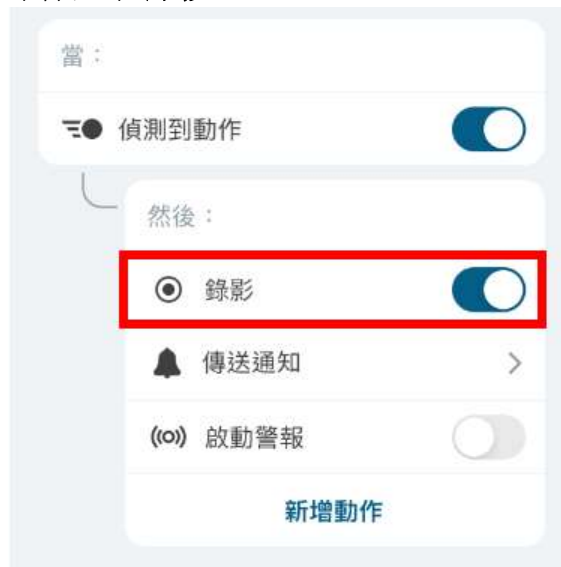 當：
偵測到動作
然後：
錄影
傳送通知
啟動警報
新增動作